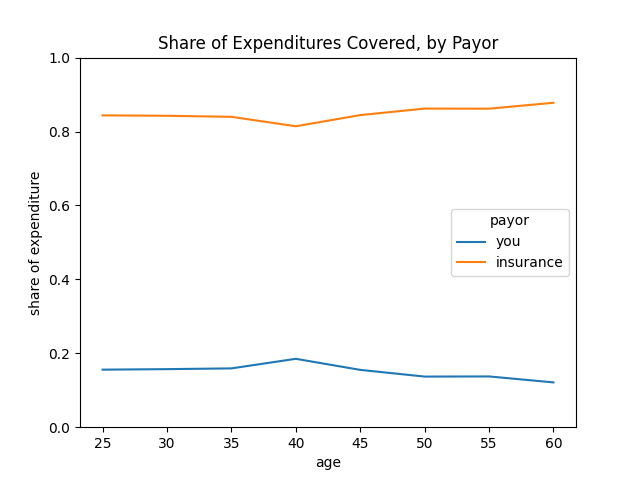 Share of Expenditures Covered, by Payor
1.0
0.8
0.6
0.4
0.2
0.0
share of expenditure
payor
you
insurance
25 30 35 40 45 50 55 60
age